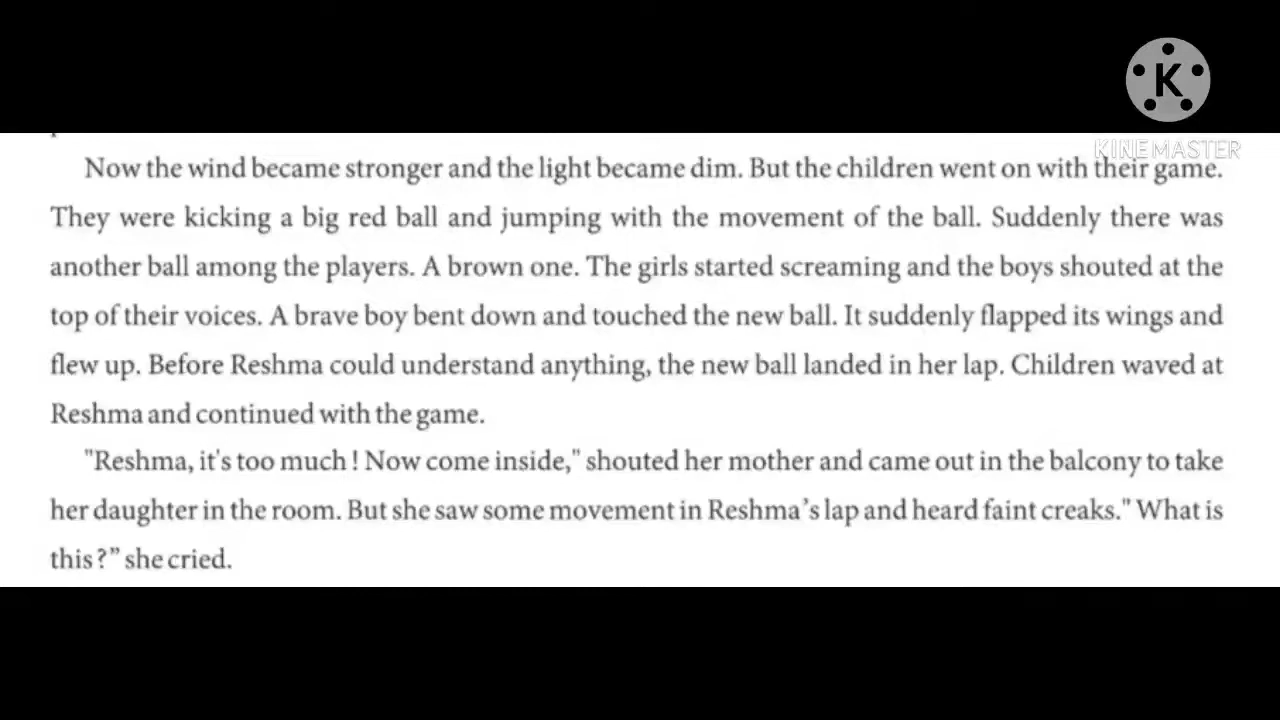 K
KINEMASTER
Now the wind became stronger and the light became dim. But the children went on with their game.
They were kicking a big red ball and jumping with the movement of the ball. Suddenly there was
another ball among the players. A brown one. The girls started screaming and the boys shouted at the
top of their voices. A brave boy bent down and touched the new ball. It suddenly flapped its wings and
flew up. Before Reshma could understand anything, the new ball landed in her lap. Children waved at
Reshma and continued with the game.
"Reshma, it's too much ! Now come inside," shouted her mother and came out in the balcony to take
her daughter in the room. But she saw some movement in Reshma’s lap and heard faint creaks." What is
this ?” she cried.